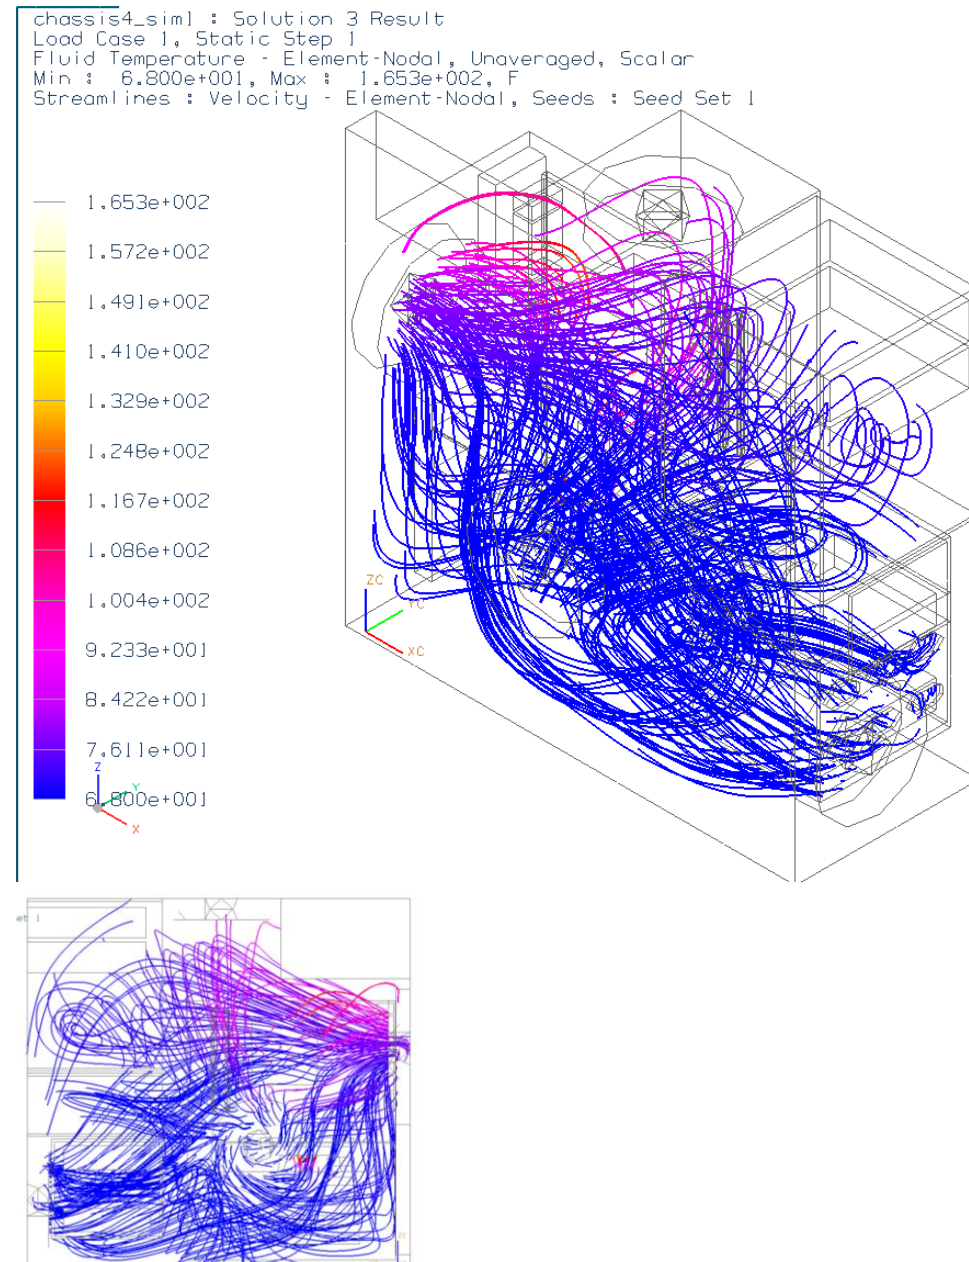 chassis4_sim1 : Solution 3 Result
Load Case 1, Static Step 1
Fluid Temperature - Element-Nodal, Unaveraged, Scalar
Min : 6.800e+001, Max : 1.653e+002, F
Streamlines : Velocity - Element-Nodal, Seeds : Seed Set 1
1.653e+002
1.572e+002
1.491e+002
1.410e+002
1.329e+002
1.248e+002
1.167e+002
1.086e+002
1.004e+002
9.233e+001
8.422e+001
7.611e+001
6.800e+001
Z
Y
X
ZC
YC
XC
et 1